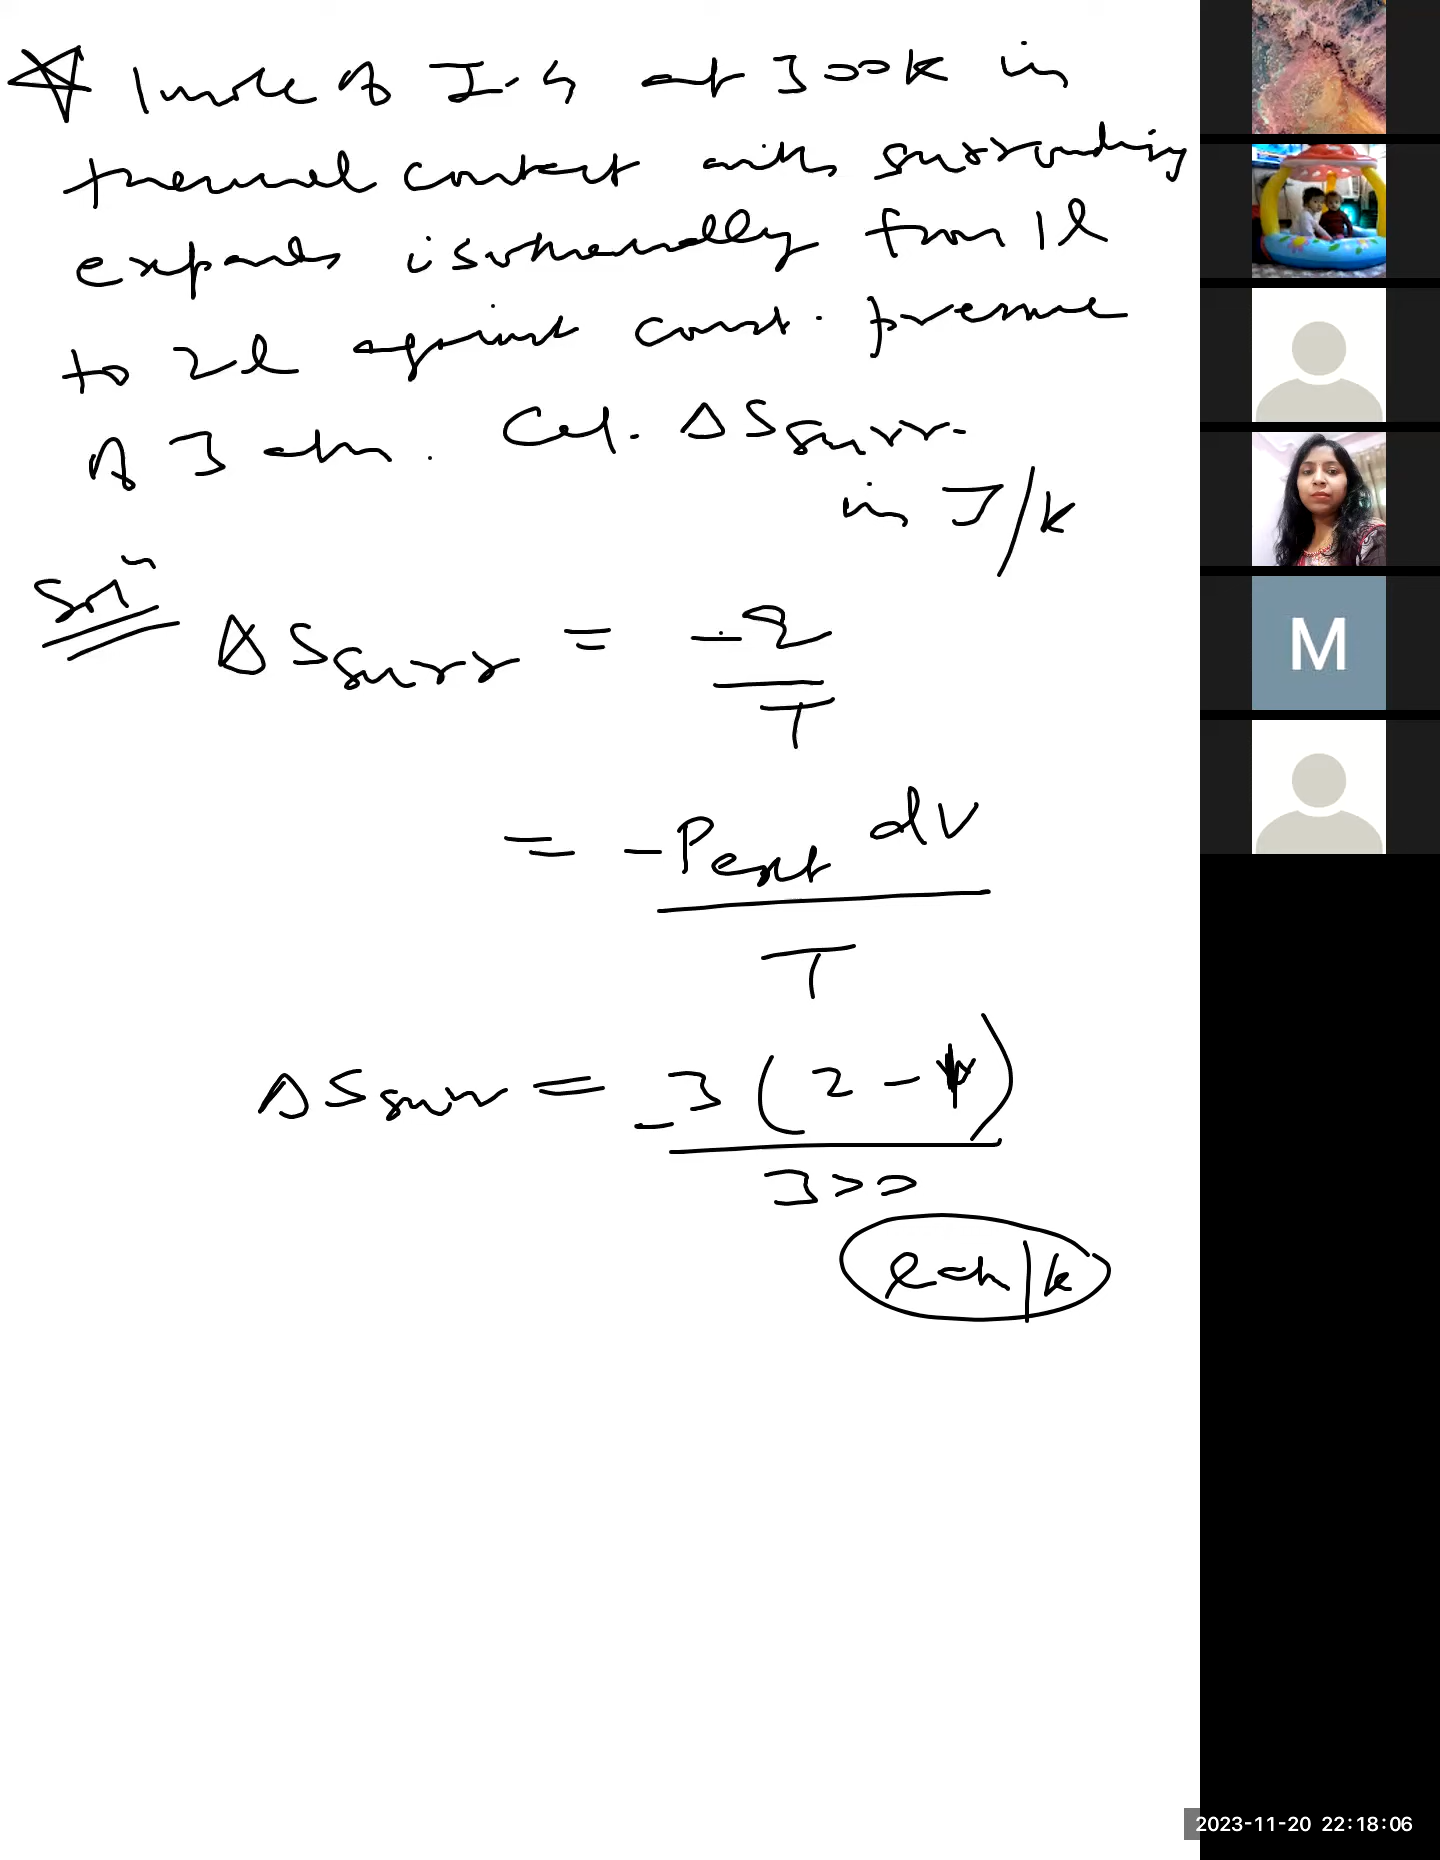 1 mole of I.G at 300K in
thermal contact with surrounding
expands isothermally from 1l
to 2l against const. pressure
of 3 atm. Cal. ΔSsurr.
in J/K
Solⁿ
ΔSsurr = -q
T
= -Pext dV
T
ΔSsurr = -3 (2 - 1)
300
l atm/K
M
2023-11-20 22:18:06